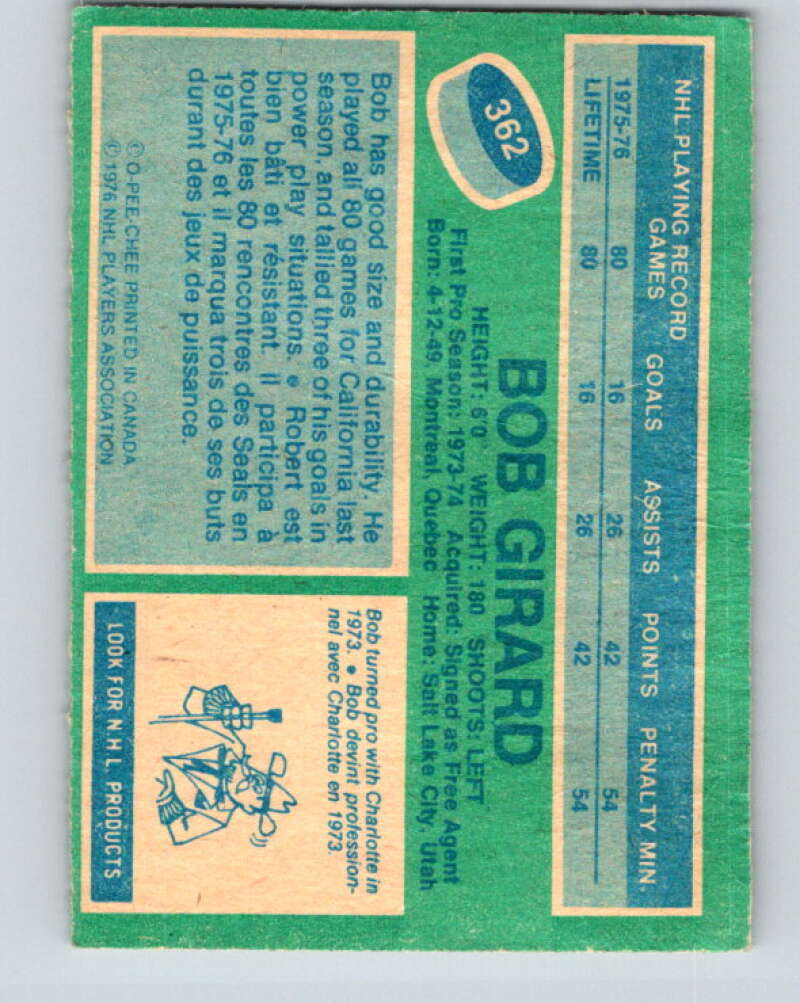 NHL PLAYING RECORD
GAMES GOALS ASSISTS POINTS PENALTY MIN.
1975-76 80 16 26 42 54
LIFETIME 80 16 26 42 54
362
BOB GIRARD
HEIGHT: 6'0 WEIGHT: 180 SHOOTS: LEFT
First Pro Season: 1973-74 Acquired: Signed as Free Agent
Born: 4-12-49, Montreal, Quebec Home: Salt Lake City, Utah
Bob has good size and durability. He
played all 80 games for California last
season, and tallied three of his goals in
power play situations. • Robert est
bien bâti et résistant. il participa à
toutes les 80 rencontres des Seals en
1975-76 et il marqua trois de ses buts
durant des jeux de puissance.
© O-PEE-CHEE PRINTED IN CANADA
© 1976 NHL PLAYERS ASSOCIATION
Bob turned pro with Charlotte in
1973. • Bob devint profession-
nel avec Charlotte en 1973.
LOOK FOR N.H.L. PRODUCTS